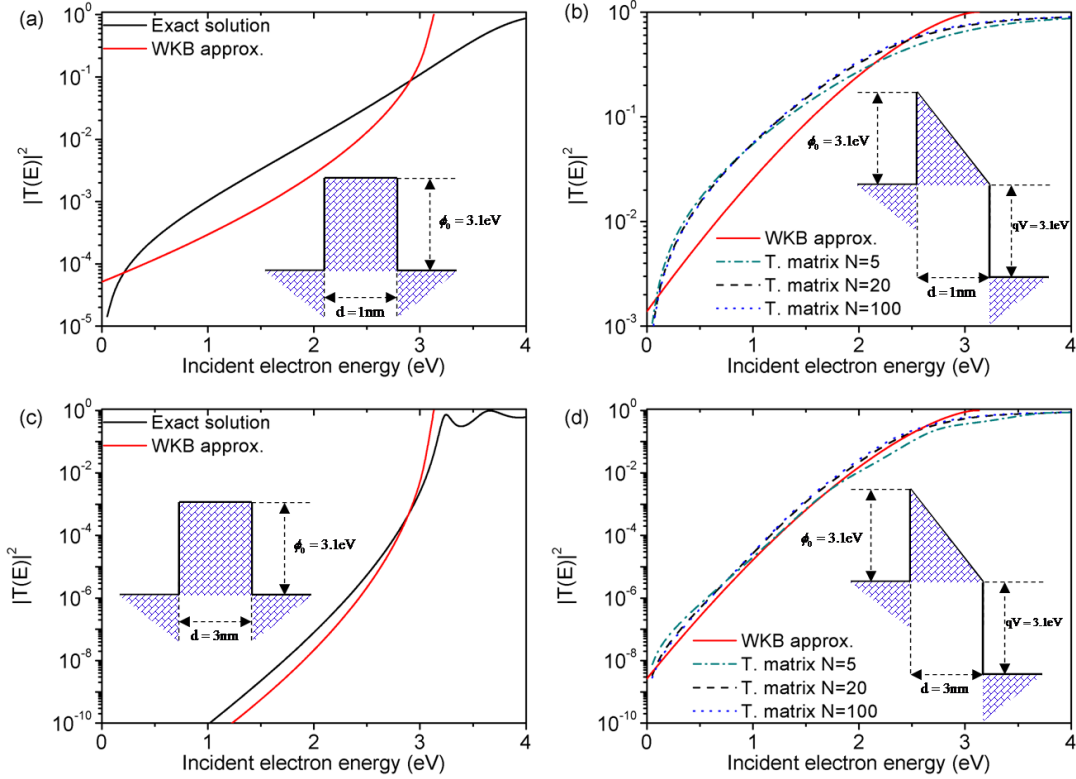 (a)
Exact solution
WKB approx.
10^0
10^-1
10^-2
10^-3
10^-4
10^-5
|T(E)|^2
ϕ_0 = 3.1eV
d = 1nm
0 1 2 3 4
Incident electron energy (eV)
(b)
10^0
10^-1
10^-2
10^-3
|T(E)|^2
ϕ_0 = 3.1eV
qV = 3.1eV
d = 1nm
WKB approx.
T. matrix N=5
T. matrix N=20
T. matrix N=100
0 1 2 3 4
Incident electron energy (eV)
(c)
Exact solution
WKB approx.
10^0
10^-2
10^-4
10^-6
10^-8
10^-10
|T(E)|^2
ϕ_0 = 3.1eV
d = 3nm
0 1 2 3 4
Incident electron energy (eV)
(d)
10^0
10^-2
10^-4
10^-6
10^-8
10^-10
|T(E)|^2
ϕ_0 = 3.1eV
qV = 3.1eV
d = 3nm
WKB approx.
T. matrix N=5
T. matrix N=20
T. matrix N=100
0 1 2 3 4
Incident electron energy (eV)